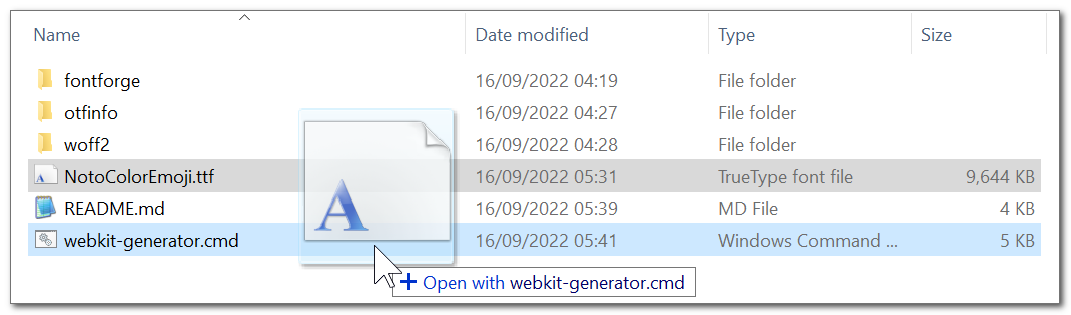 Name Date modified Type Size
fontforge 16/09/2022 04:19 File folder
otfinfo 16/09/2022 04:27 File folder
woff2 16/09/2022 04:28 File folder
NotoColorEmoji.ttf 16/09/2022 05:31 TrueType font file 9,644 KB
README.md 16/09/2022 05:39 MD File 4 KB
webkit-generator.cmd 16/09/2022 05:41 Windows Command ... 5 KB
A
Open with webkit-generator.cmd